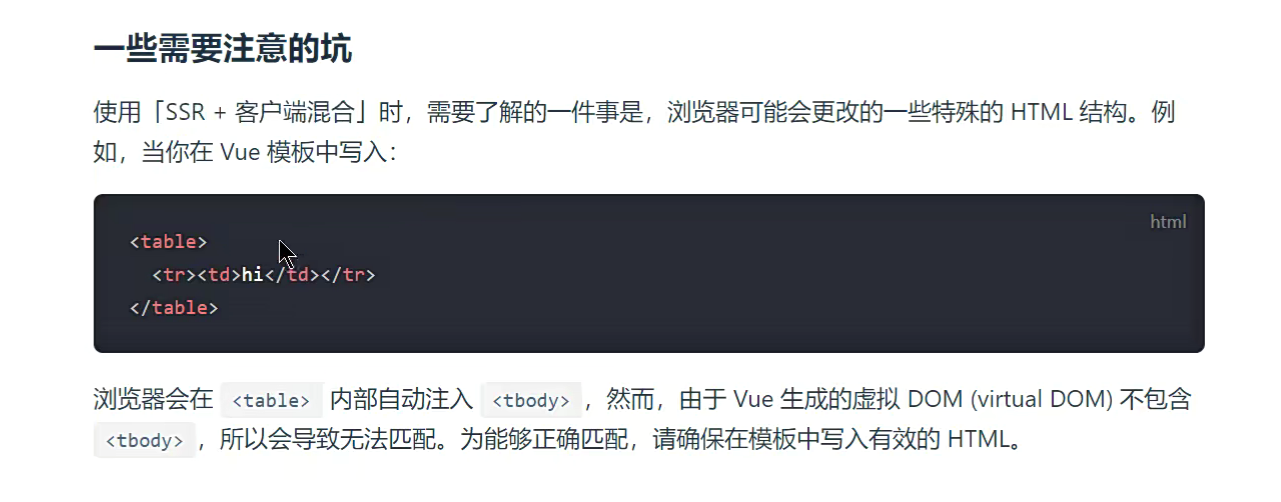 一些需要注意的坑
使用「SSR + 客户端混合」时，需要了解的一件事是，浏览器可能会更改的一些特殊的 HTML 结构。例
如，当你在 Vue 模板中写入：
html
<table>
  <tr><td>hi</td></tr>
</table>
浏览器会在 <table> 内部自动注入 <tbody> ，然而，由于 Vue 生成的虚拟 DOM (virtual DOM) 不包含
<tbody> ，所以会导致无法匹配。为能够正确匹配，请确保在模板中写入有效的 HTML。